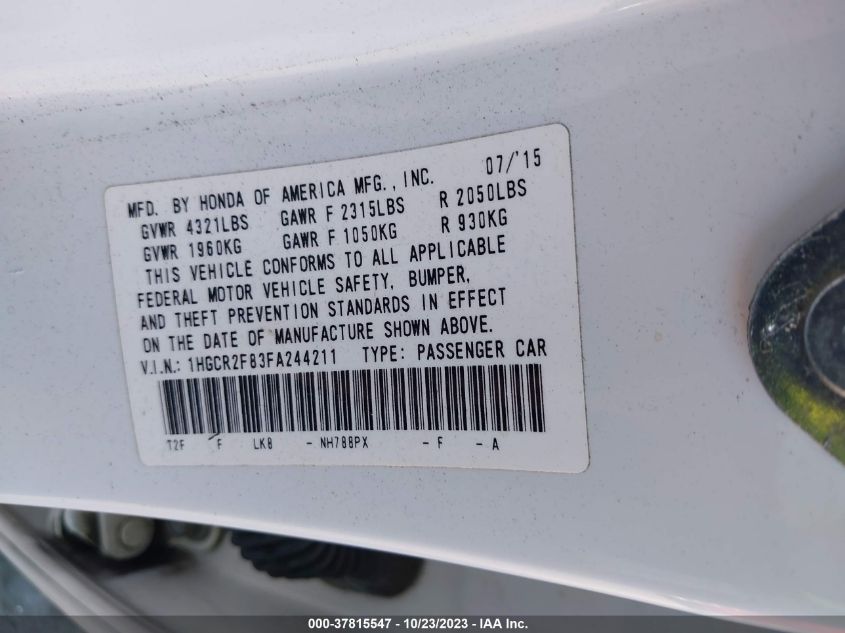 07/'15
MFD. BY HONDA OF AMERICA MFG., INC.
GVWR 4321LBS GAWR F 2315LBS R 2050LBS
GVWR 1960KG GAWR F 1050KG R 930KG
THIS VEHICLE CONFORMS TO ALL APPLICABLE
FEDERAL MOTOR VEHICLE SAFETY, BUMPER,
AND THEFT PREVENTION STANDARDS IN EFFECT
ON THE DATE OF MANUFACTURE SHOWN ABOVE.
V.I.N.: 1HGCR2F83FA244211 TYPE: PASSENGER CAR
T2F F LK8 - NH788PX - F - A
000-37815547 - 10/23/2023 - IAA Inc.